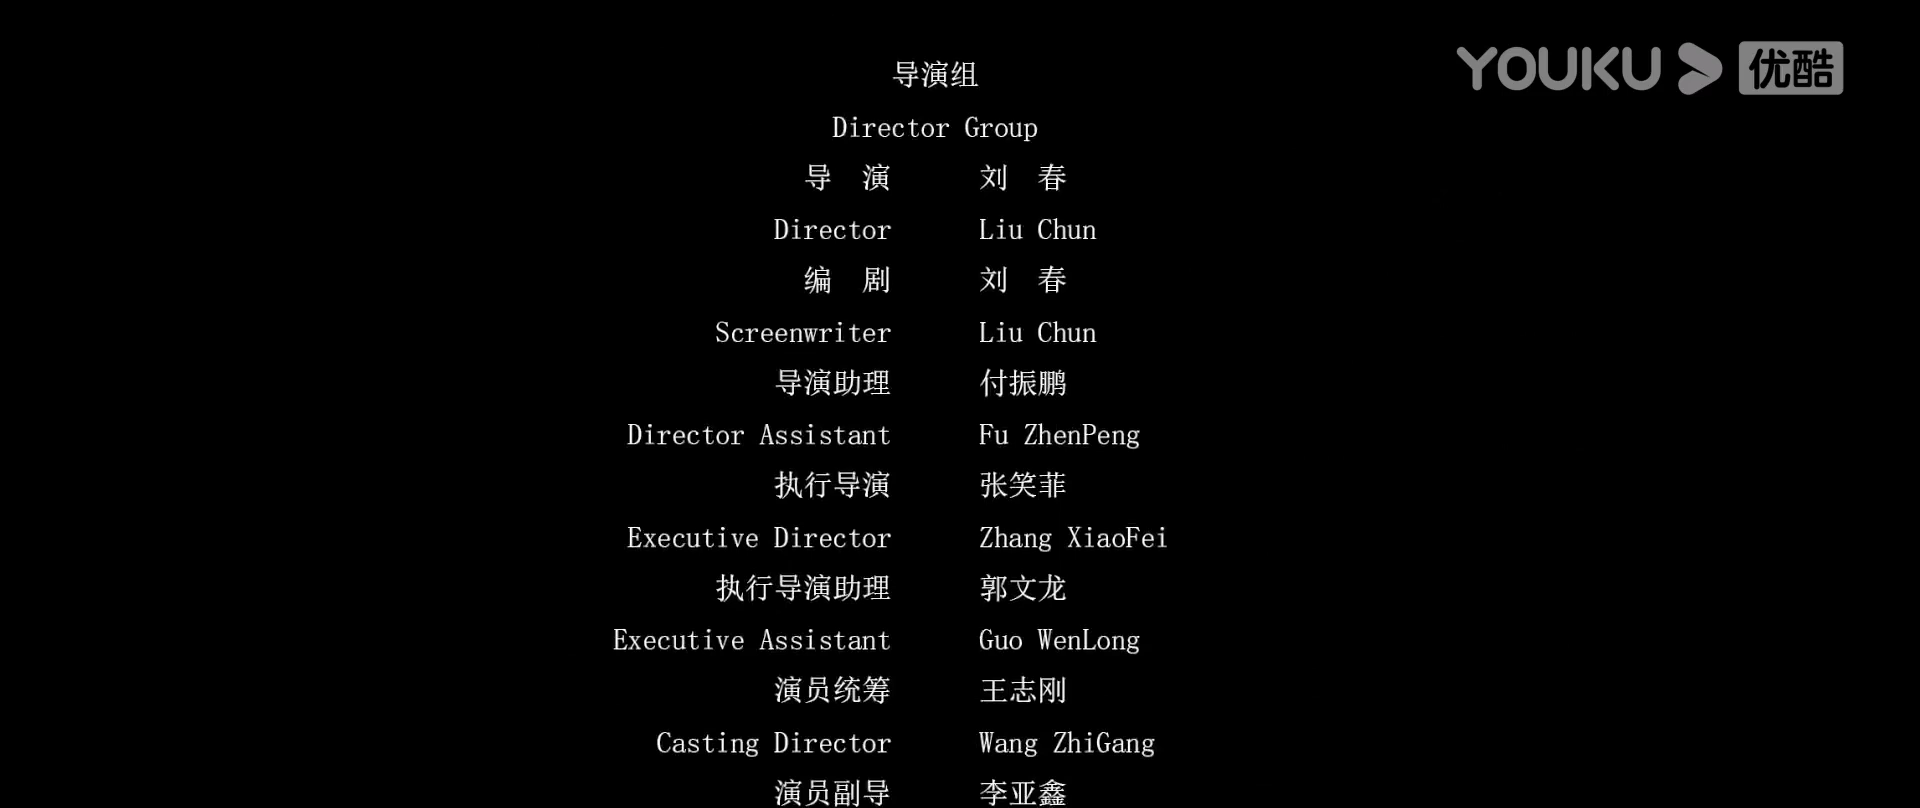 YOUKU 优酷
导演组
Director Group
导 演 刘 春
Director Liu Chun
编 剧 刘 春
Screenwriter Liu Chun
导演助理 付振鹏
Director Assistant Fu ZhenPeng
执行导演 张笑菲
Executive Director Zhang XiaoFei
执行导演助理 郭文龙
Executive Assistant Guo WenLong
演员统筹 王志刚
Casting Director Wang ZhiGang
演员副导 李亚鑫